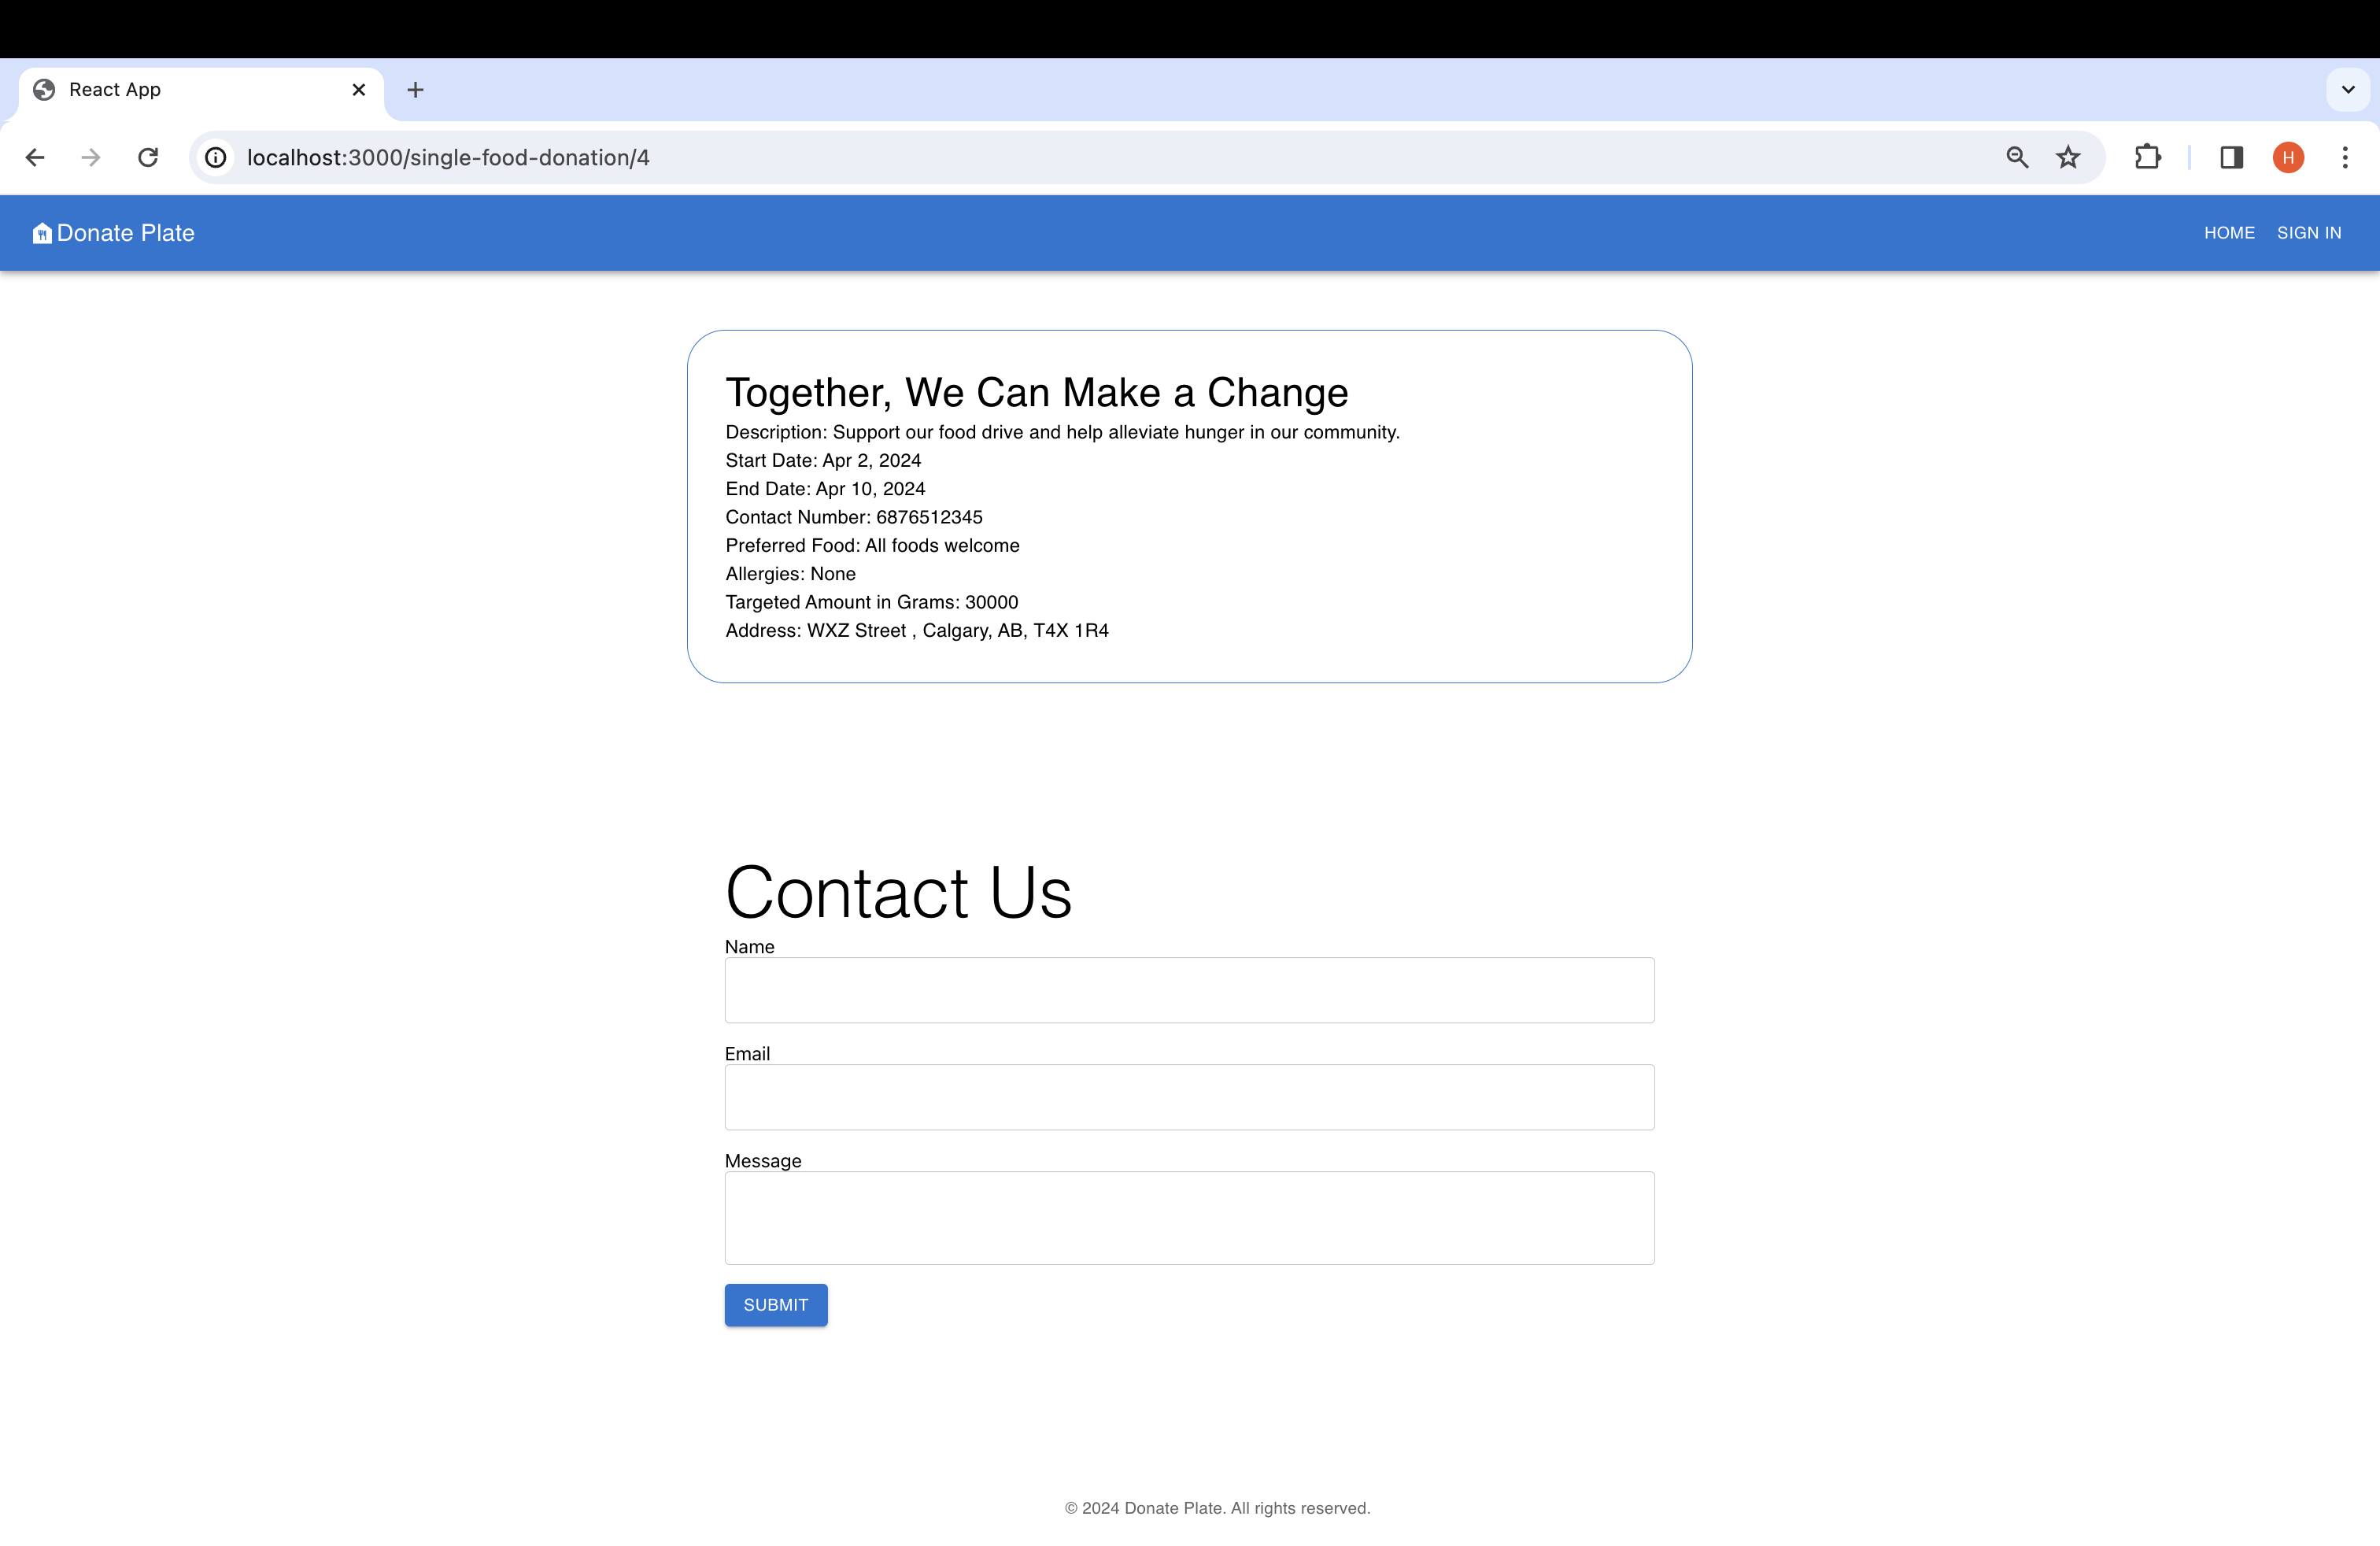 React App
localhost:3000/single-food-donation/4
H
Donate Plate
HOME SIGN IN
Together, We Can Make a Change
Description: Support our food drive and help alleviate hunger in our community.
Start Date: Apr 2, 2024
End Date: Apr 10, 2024
Contact Number: 6876512345
Preferred Food: All foods welcome
Allergies: None
Targeted Amount in Grams: 30000
Address: WXZ Street , Calgary, AB, T4X 1R4
Contact Us
Name
Email
Message
SUBMIT
© 2024 Donate Plate. All rights reserved.